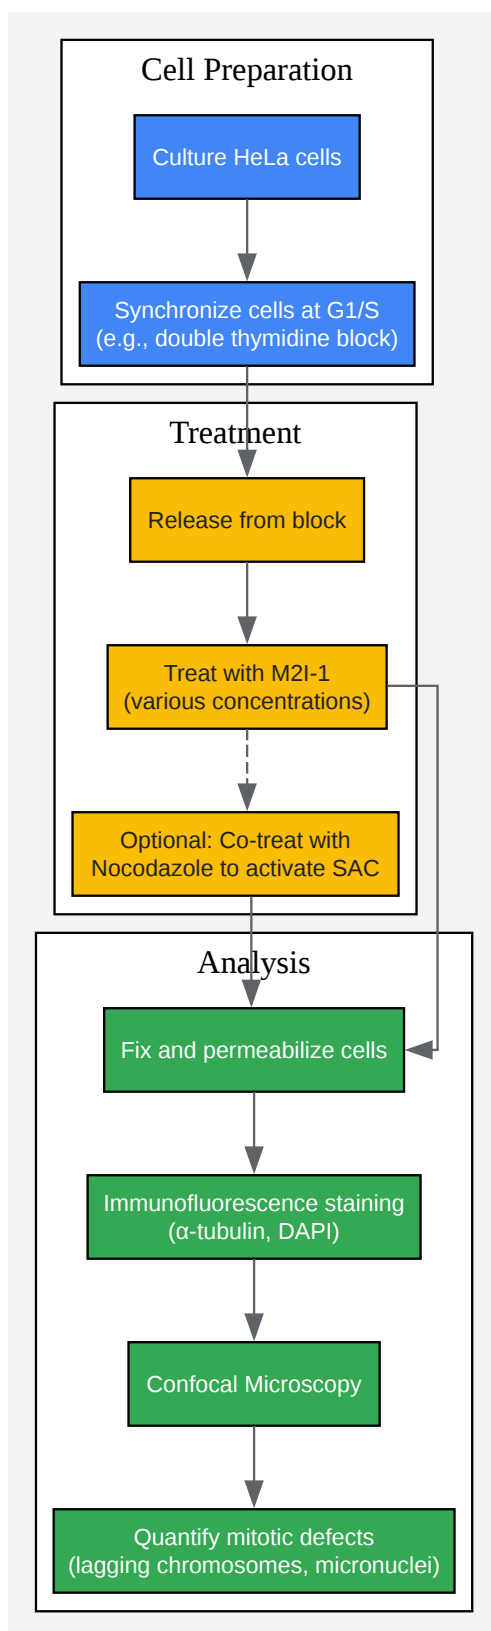 Cell Preparation
Culture HeLa cells
Synchronize cells at G1/S
(e.g., double thymidine block)
Treatment
Release from block
Treat with M2I-1
(various concentrations)
Optional: Co-treat with
Nocodazole to activate SAC
Analysis
Fix and permeabilize cells
Immunofluorescence staining
(α-tubulin, DAPI)
Confocal Microscopy
Quantify mitotic defects
(lagging chromosomes, micronuclei)